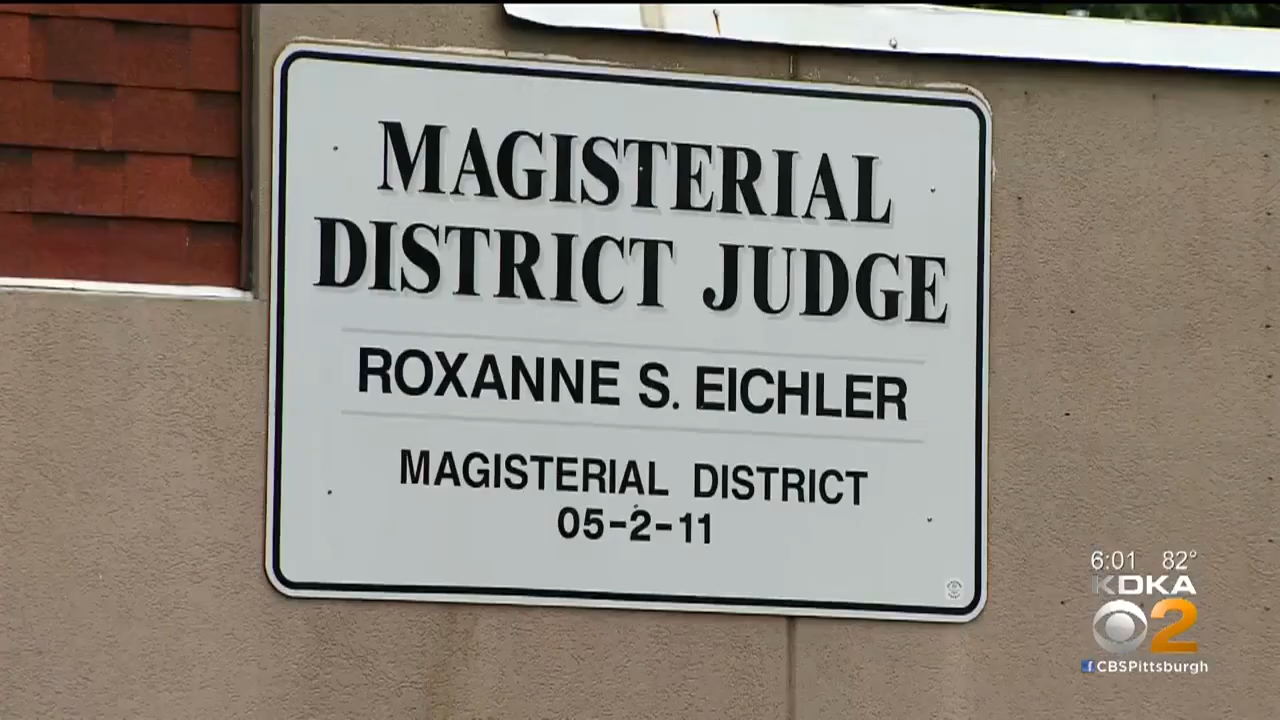 MAGISTERIAL
DISTRICT JUDGE
ROXANNE S. EICHLER
MAGISTERIAL DISTRICT
05-2-11
6:01 82°
KDKA
2
f CBSPittsburgh